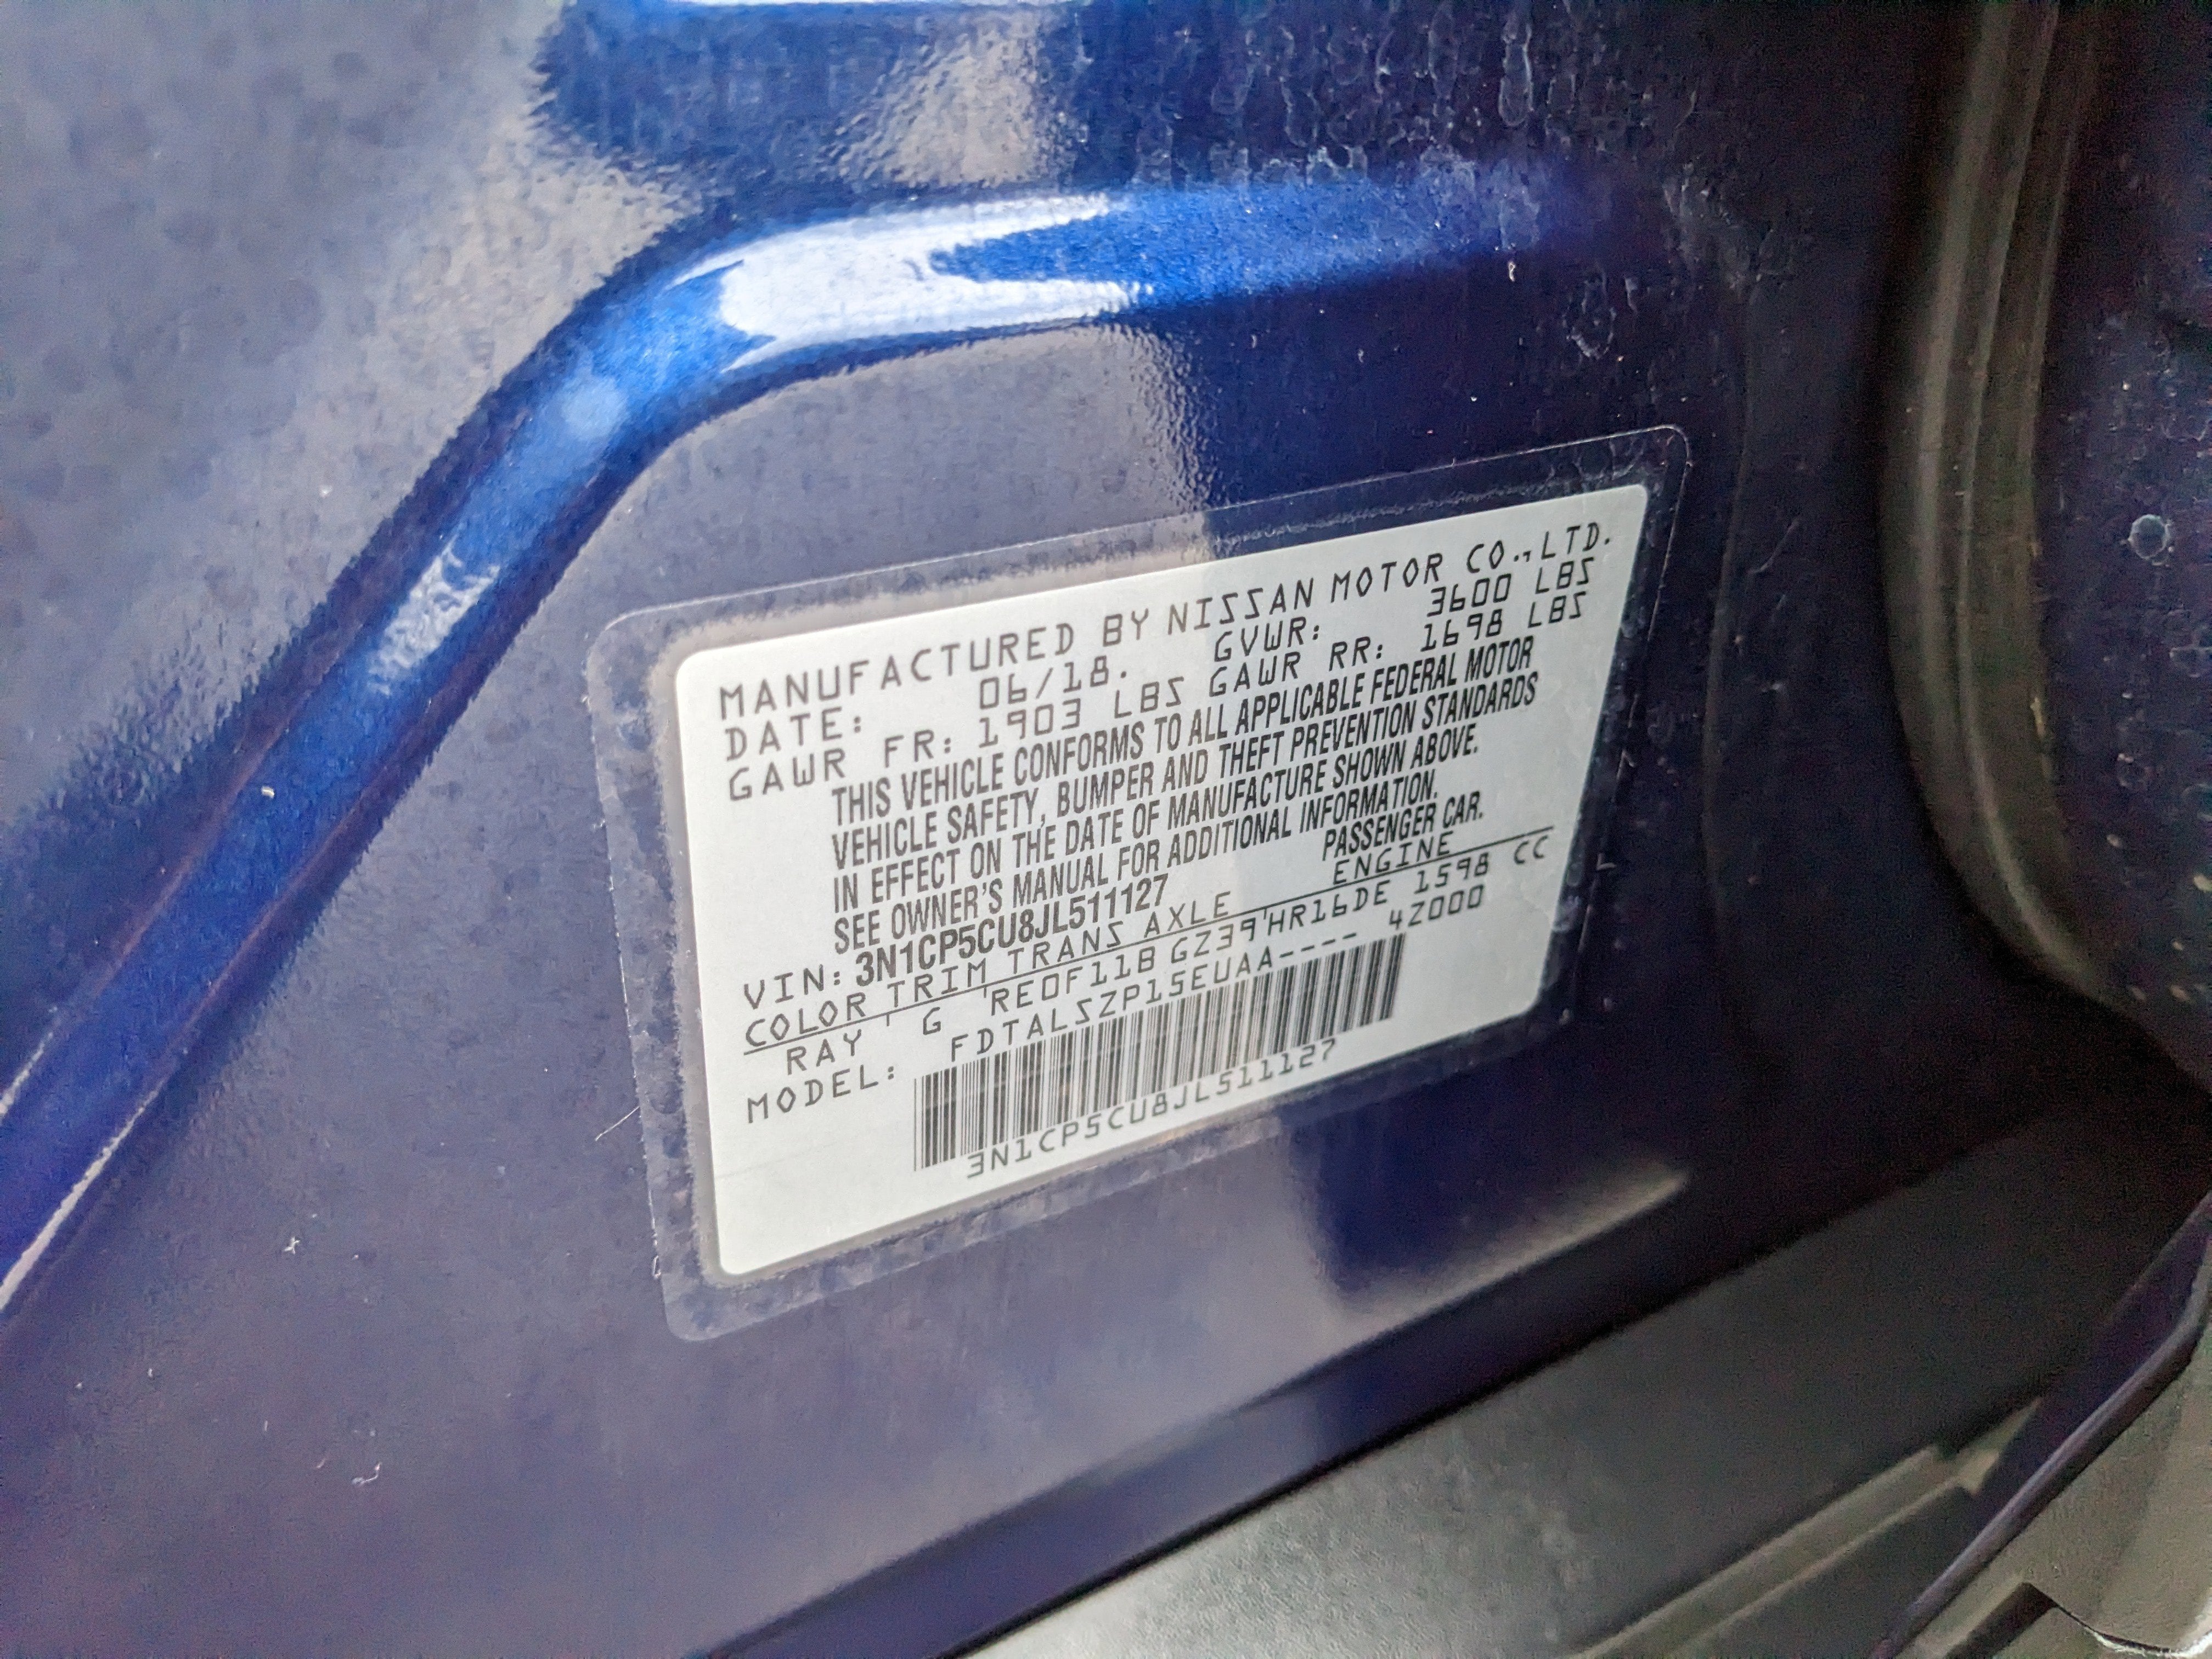 MANUFACTURED BY NISSAN MOTOR CO.,LTD.
DATE: 06/18. GVWR: 3600 LBS
GAWR FR: 1903 LBS GAWR RR: 1698 LBS
THIS VEHICLE CONFORMS TO ALL APPLICABLE FEDERAL MOTOR
VEHICLE SAFETY, BUMPER AND THEFT PREVENTION STANDARDS
IN EFFECT ON THE DATE OF MANUFACTURE SHOWN ABOVE.
SEE OWNER'S MANUAL FOR ADDITIONAL INFORMATION.
VIN: 3N1CP5CU8JL511127 PASSENGER CAR.
COLOR TRIM TRANS AXLE ENGINE
RAY G RE0F11B GZ39 HR16DE 1598 CC
MODEL: FDTALSZP15EUAA---- 4Z000
3N1CP5CU8JL511127